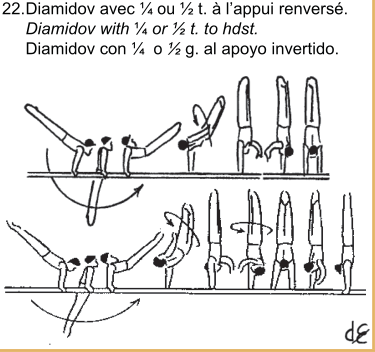 22.Diamidov avec ¼ ou ½ t. à l'appui renversé.
Diamidov with ¼ or ½ t. to hdst.
Diamidov con ¼ o ½ g. al apoyo invertido.
dE